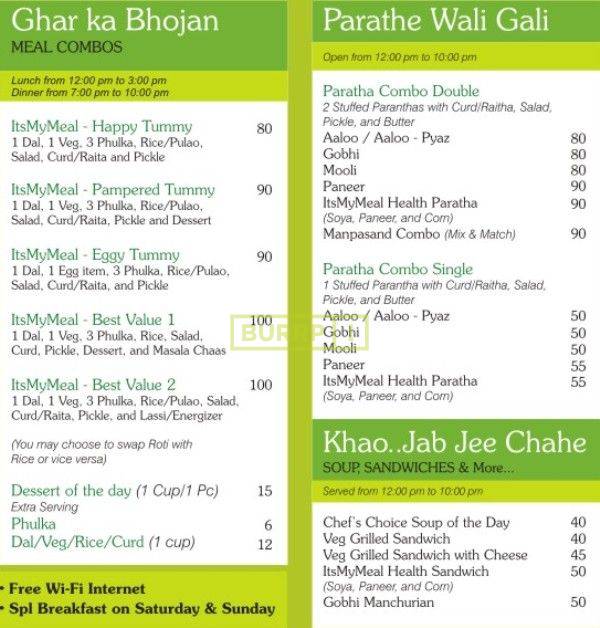 Ghar ka Bhojan
MEAL COMBOS
Lunch from 12:00 pm to 3:00 pm
Dinner from 7:00 pm to 10:00 pm
ItsMyMeal - Happy Tummy 80
1 Dal, 1 Veg, 3 Phulka, Rice/Pulao,
Salad, Curd/Raita and Pickle
ItsMyMeal - Pampered Tummy 90
1 Dal, 1 Veg, 3 Phulka, Rice/Pulao,
Salad, Curd/Raita, Pickle and Dessert
ItsMyMeal - Eggy Tummy 90
1 Dal, 1 Egg item, 3 Phulka, Rice/Pulao,
Salad, Curd/Raita, and Pickle
ItsMyMeal - Best Value 1 100
1 Dal, 1 Veg, 3 Phulka, Rice, Salad,
Curd, Pickle, Dessert, and Masala Chaas
ItsMyMeal - Best Value 2 100
1 Dal, 1 Veg, 3 Phulka, Rice/Pulao, Salad,
Curd/Raita, Pickle, and Lassi/Energizer
(You may choose to swap Roti with
Rice or vice versa)
Dessert of the day (1 Cup/1 Pc) 15
Extra Serving
Phulka 6
Dal/Veg/Rice/Curd (1 cup) 12
• Free Wi-Fi Internet
• Spl Breakfast on Saturday & Sunday
Parathe Wali Gali
Open from 12:00 pm to 10:00 pm
Paratha Combo Double
2 Stuffed Paranthas with Curd/Raitha, Salad,
Pickle, and Butter
Aaloo / Aaloo - Pyaz 80
Gobhi 80
Mooli 80
Paneer 90
ItsMyMeal Health Paratha 90
(Soya, Paneer, and Corn)
Manpasand Combo (Mix & Match) 90
Paratha Combo Single
1 Stuffed Parantha with Curd/Raitha, Salad,
Pickle, and Butter
Aaloo / Aaloo - Pyaz 50
Gobhi 50
Mooli 50
Paneer 55
ItsMyMeal Health Paratha 55
(Soya, Paneer, and Corn)
Khao..Jab Jee Chahe
SOUP, SANDWICHES & More...
Served from 12:00 pm to 10:00 pm
Chef's Choice Soup of the Day 40
Veg Grilled Sandwich 40
Veg Grilled Sandwich with Cheese 45
ItsMyMeal Health Sandwich 50
(Soya, Paneer, and Corn)
Gobhi Manchurian 50